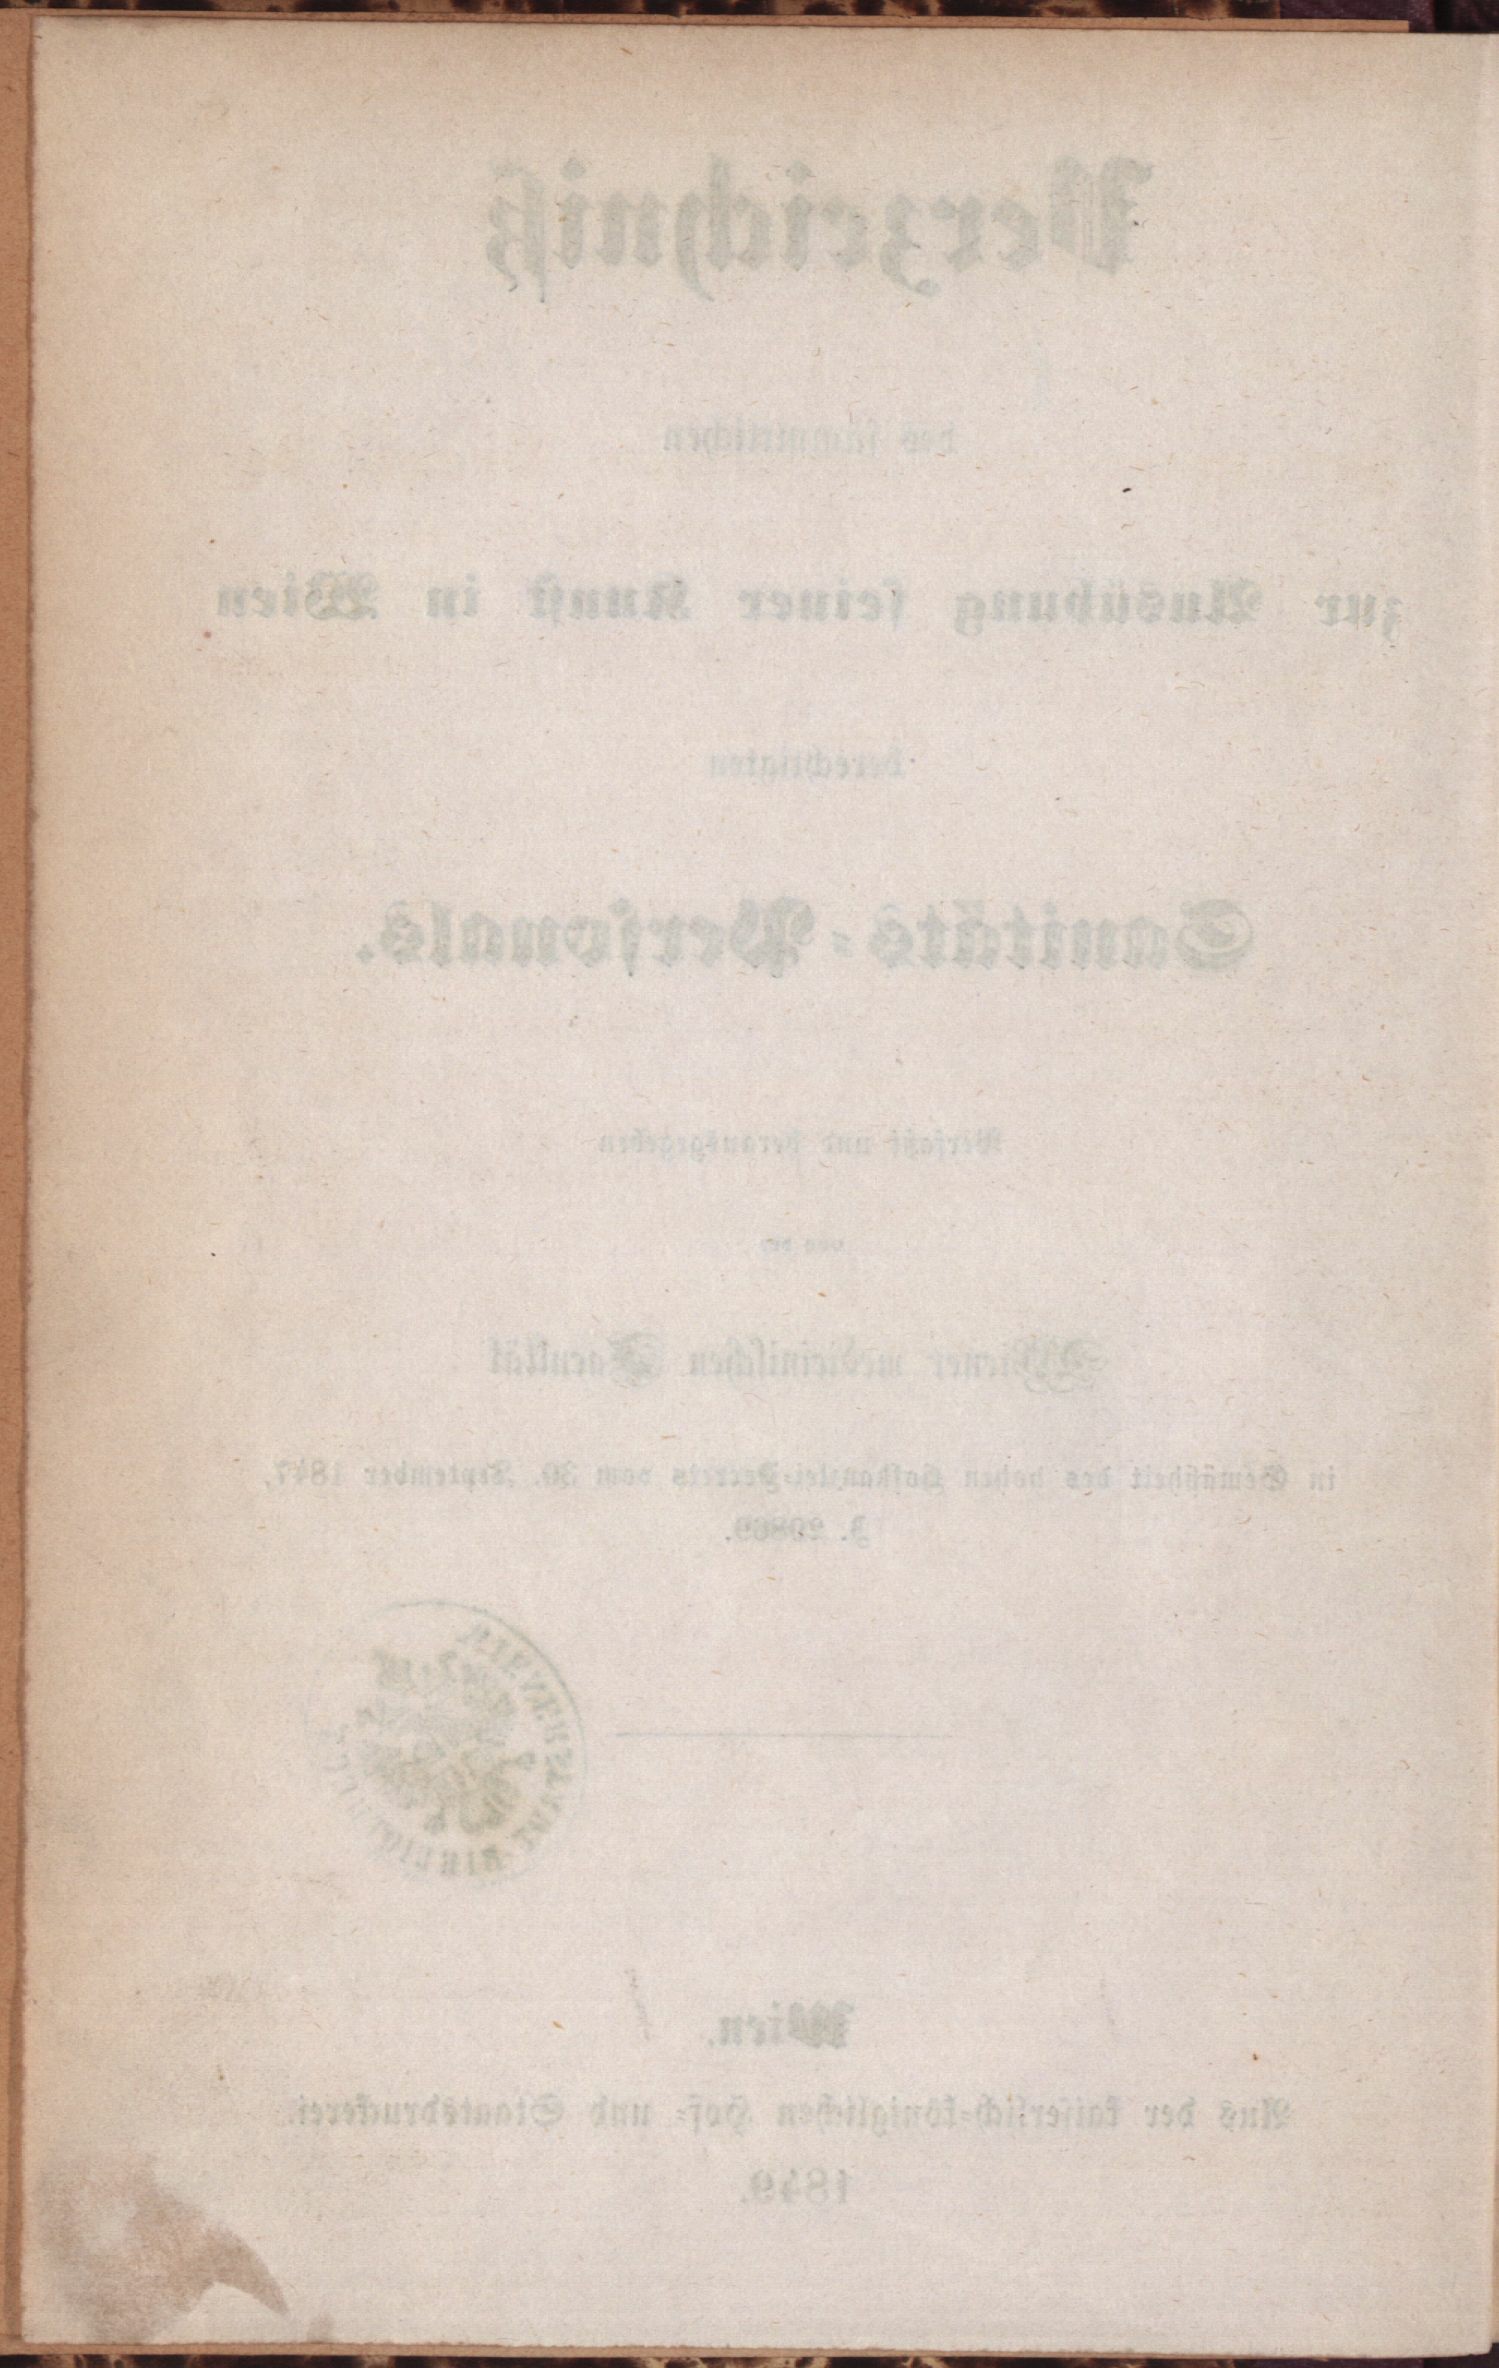 Verzeichniß
des sämmtlichen
zur Ausübung seiner Kunst in Wien
berechtigten
Sanitäts-Personals.
Verfaßt und herausgegeben
von der
Wiener medicinischen Facultät
in Gemäßheit des hohen Hofkanzlei-Decrets vom 30. September 1847,
Z. 20869.
Wien.
Aus der kaiserlich-königlichen Hof- und Staatsdruckerei.
1849.